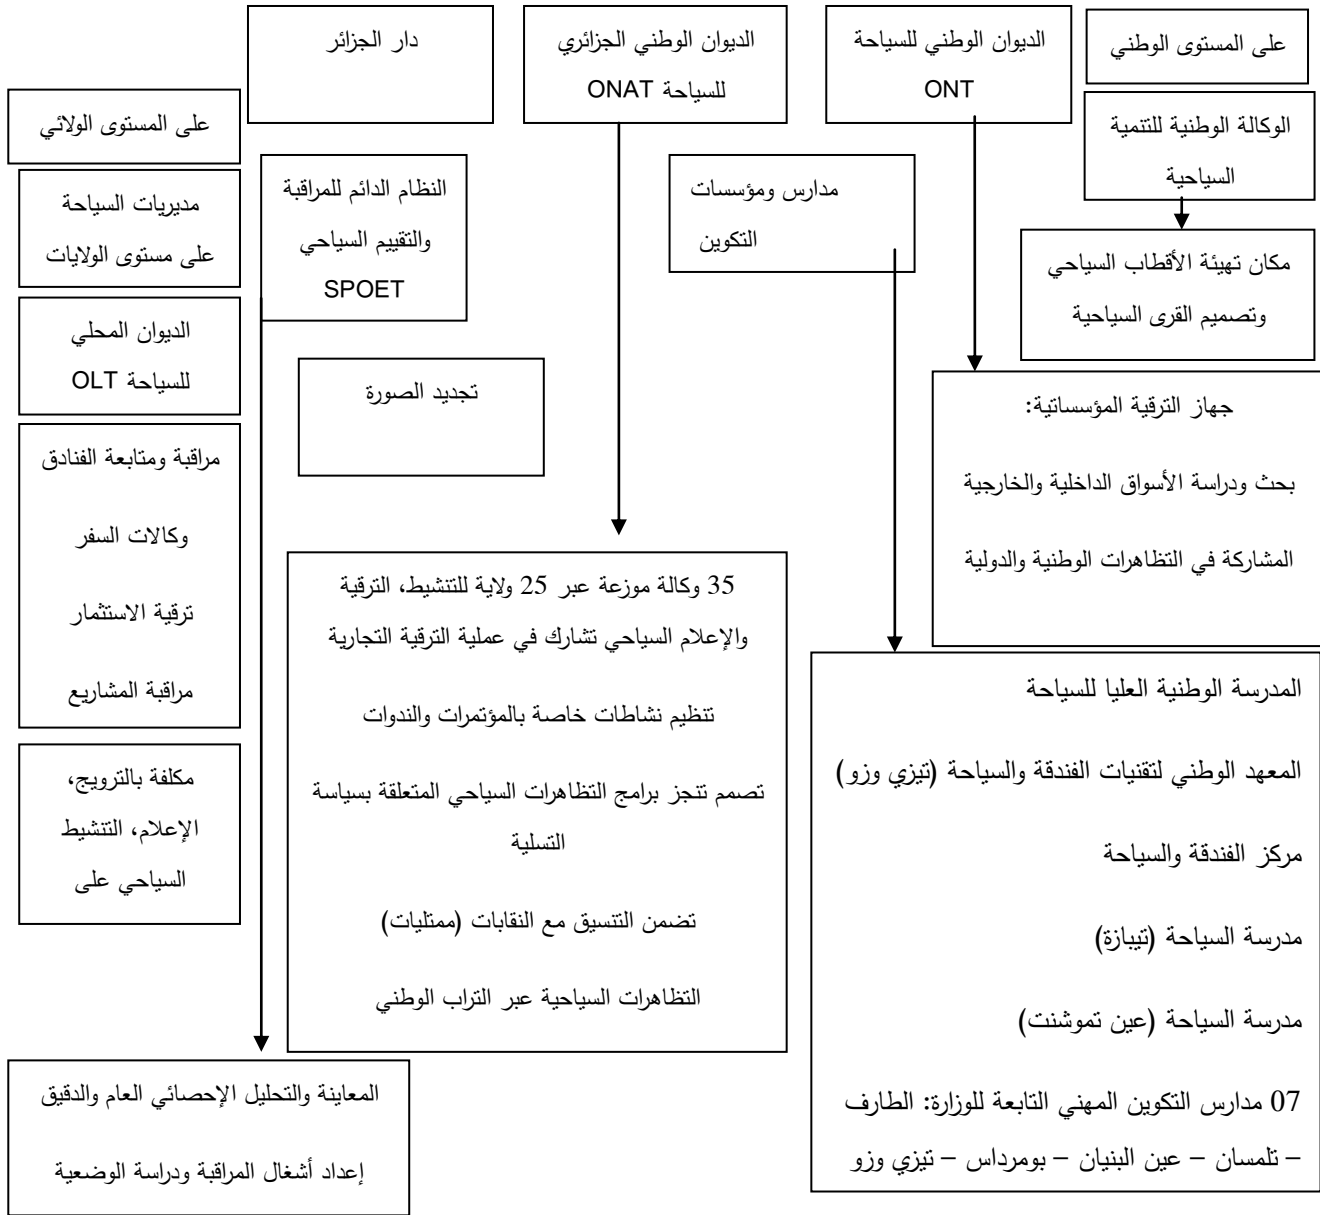 على المستوى الوطني
الديوان الوطني للسياحة
ONT
الديوان الوطني الجزائري
للسياحة ONAT
دار الجزائر
على المستوى الولائي
الوكالة الوطنية للتنمية
السياحية
مدارس ومؤسسات
التكوين
النظام الدائم للمراقبة
والتقييم السياحي
SPOET
مديريات السياحة
على مستوى الولايات
مكان تهيئة الأقطاب السياحي
وتصميم القرى السياحية
الديوان المحلي
للسياحة OLT
تجديد الصورة
جهاز الترقية المؤسساتية:
بحث ودراسة الأسواق الداخلية والخارجية
المشاركة في التظاهرات الوطنية والدولية
مراقبة ومتابعة الفنادق
وكالات السفر
ترقية الاستثمار
مراقبة المشاريع
35 وكالة موزعة عبر 25 ولاية للتنشيط، الترقية
والإعلام السياحي تشارك في عملية الترقية التجارية
تنظيم نشاطات خاصة بالمؤتمرات والندوات
تصمم تنجز برامج التظاهرات السياحي المتعلقة بسياسة
التسلية
تضمن التنسيق مع النقابات (ممتليات)
التظاهرات السياحية عبر التراب الوطني
المدرسة الوطنية العليا للسياحة
المعهد الوطني لتقنيات الفندقة والسياحة (تيزي وزو)
مركز الفندقة والسياحة
مدرسة السياحة (تيبازة)
مدرسة السياحة (عين تموشنت)
07 مدارس التكوين المهني التابعة للوزارة: الطارف
– تلمسان – عين البنيان – بومرداس – تيزي وزو
مكلفة بالترويج،
الإعلام، التنشيط
السياحي على
المعاينة والتحليل الإحصائي العام والدقيق
إعداد أشغال المراقبة ودراسة الوضعية